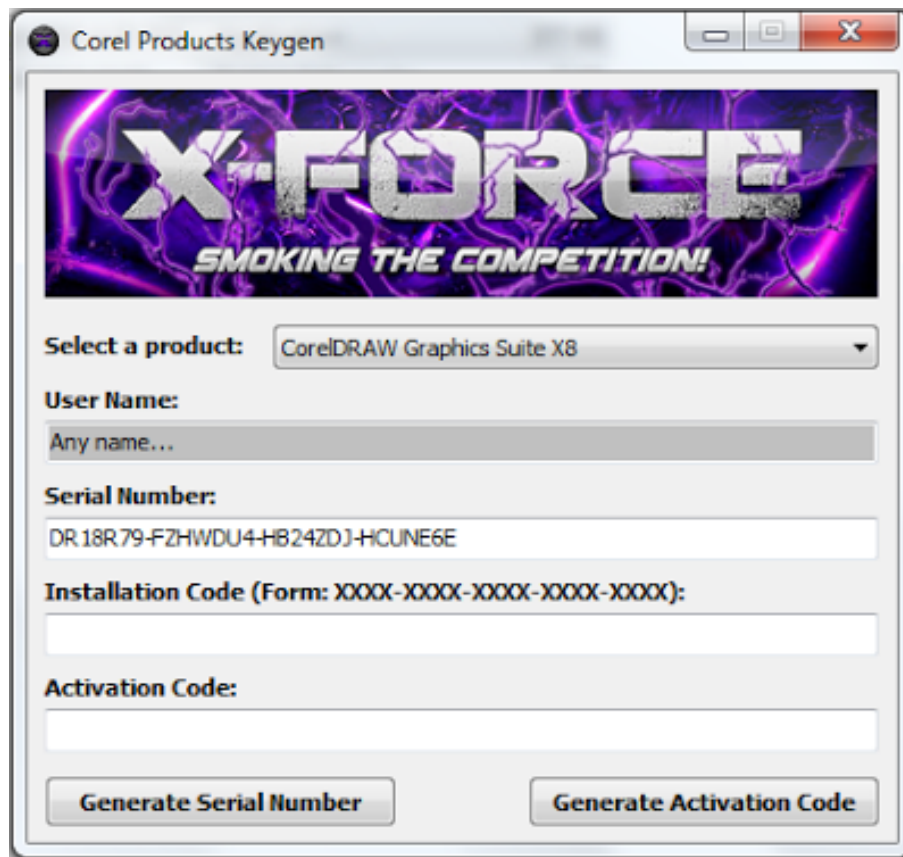 Corel Products Keygen
X-FORCE
SMOKING THE COMPETITION!
Select a product: CorelDRAW Graphics Suite X8
User Name:
Any name...
Serial Number:
DR18R79-FZHWDU4-HB24ZDJ-HCUNE6E
Installation Code (Form: XXXX-XXXX-XXXX-XXXX-XXXX):
Activation Code:
Generate Serial Number Generate Activation Code